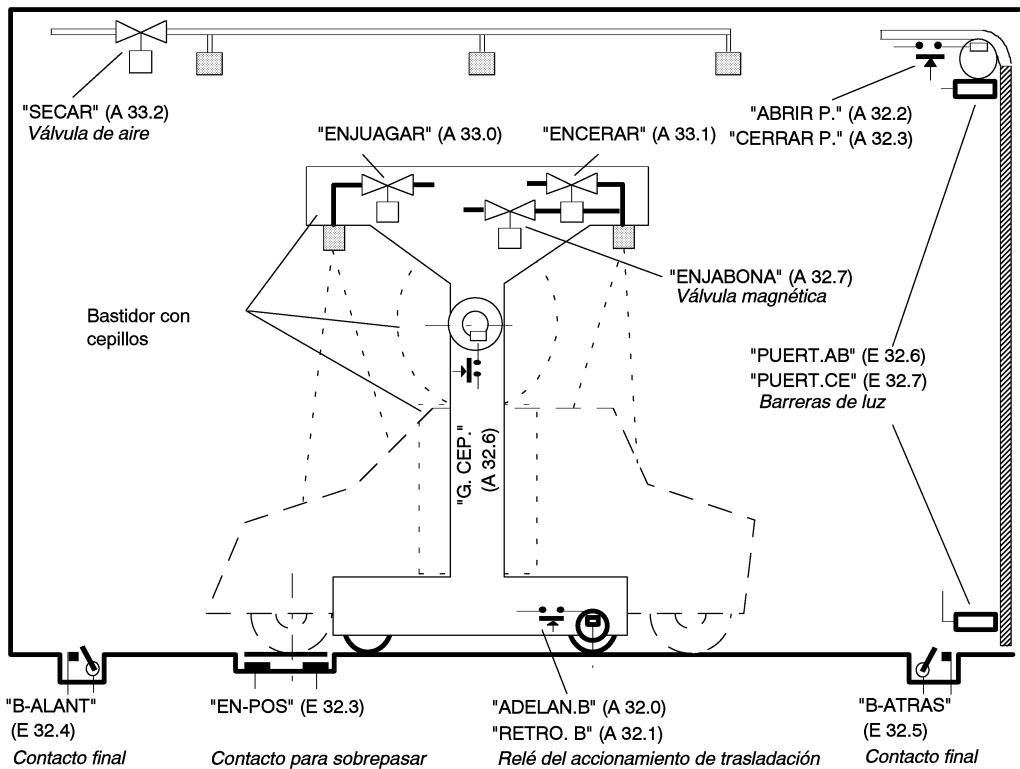 "SECAR" (A 33.2)
Válvula de aire
"ENJUAGAR" (A 33.0)
"ENCERAR" (A 33.1)
"ABRIR P." (A 32.2)
"CERRAR P." (A 32.3)
"ENJABONA" (A 32.7)
Válvula magnética
Bastidor con
cepillos
"PUERT.AB" (E 32.6)
"PUERT.CE" (E 32.7)
Barreras de luz
"G. CEP."
(A 32.6)
"B-ALANT"
(E 32.4)
Contacto final
"EN-POS" (E 32.3)
Contacto para sobrepasar
"ADELAN.B" (A 32.0)
"RETRO. B" (A 32.1)
Relé del accionamiento de trasladación
"B-ATRAS"
(E 32.5)
Contacto final